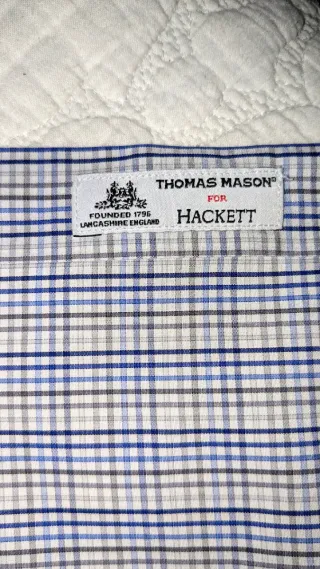 THOMAS MASON®
FOR
HACKETT
FOUNDED 1796
LANCASHIRE ENGLAND